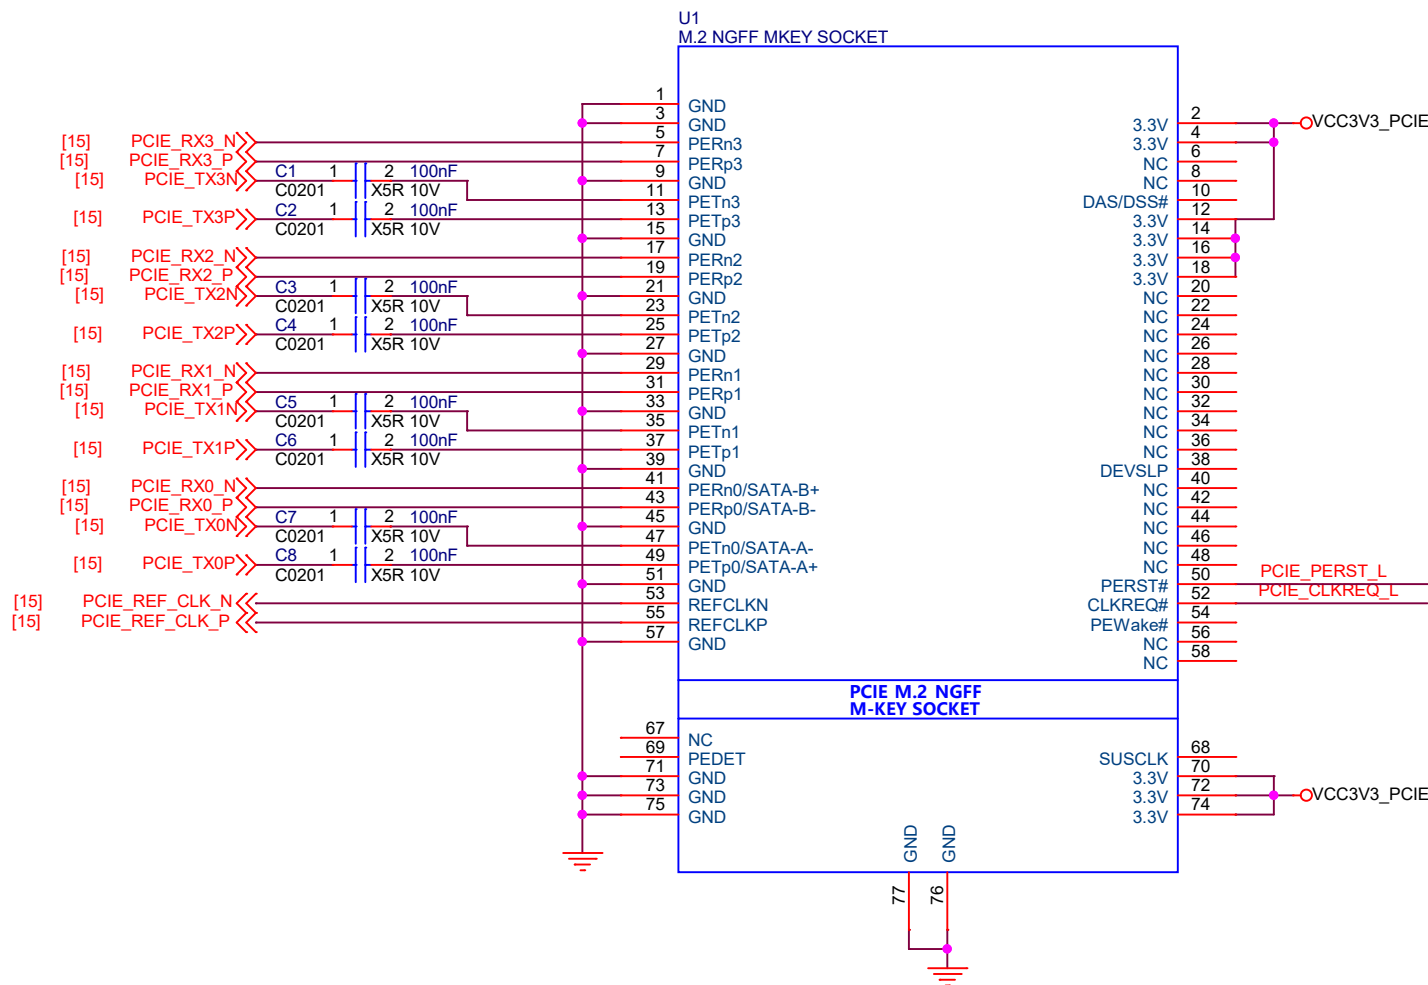 U1
M.2 NGFF MKEY SOCKET
1 GND
3 GND
[15] PCIE_RX3_N 5 PERn3
[15] PCIE_RX3_P 7 PERp3
[15] PCIE_TX3N C1 1 2 100nF 9 GND
C0201 X5R 10V 11 PETn3
[15] PCIE_TX3P C2 1 2 100nF 13 PETp3
C0201 X5R 10V 15 GND
[15] PCIE_RX2_N 17 PERn2
[15] PCIE_RX2_P 19 PERp2
[15] PCIE_TX2N C3 1 2 100nF 21 GND
C0201 X5R 10V 23 PETn2
[15] PCIE_TX2P C4 1 2 100nF 25 PETp2
C0201 X5R 10V 27 GND
[15] PCIE_RX1_N 29 PERn1
[15] PCIE_RX1_P 31 PERp1
[15] PCIE_TX1N C5 1 2 100nF 33 GND
C0201 X5R 10V 35 PETn1
[15] PCIE_TX1P C6 1 2 100nF 37 PETp1
C0201 X5R 10V 39 GND
[15] PCIE_RX0_N 41 PERn0/SATA-B+
[15] PCIE_RX0_P 43 PERp0/SATA-B-
[15] PCIE_TX0N C7 1 2 100nF 45 GND
C0201 X5R 10V 47 PETn0/SATA-A-
[15] PCIE_TX0P C8 1 2 100nF 49 PETp0/SATA-A+
C0201 X5R 10V 51 GND
[15] PCIE_REF_CLK_N 53 REFCLKN
[15] PCIE_REF_CLK_P 55 REFCLKP
57 GND
3.3V 2 VCC3V3_PCIE
3.3V 4
NC 6
NC 8
DAS/DSS# 10
3.3V 12
3.3V 14
3.3V 16
3.3V 18
NC 20
NC 22
NC 24
NC 26
NC 28
NC 30
NC 32
NC 34
NC 36
DEVSLP 38
NC 40
NC 42
NC 44
NC 46
NC 48
PERST# 50 PCIE_PERST_L
CLKREQ# 52 PCIE_CLKREQ_L
PEWake# 54
NC 56
NC 58
PCIE M.2 NGFF
M-KEY SOCKET
67 NC
69 PEDET
71 GND
73 GND
75 GND
SUSCLK 68
3.3V 70
3.3V 72 VCC3V3_PCIE
3.3V 74
GND GND
77 76